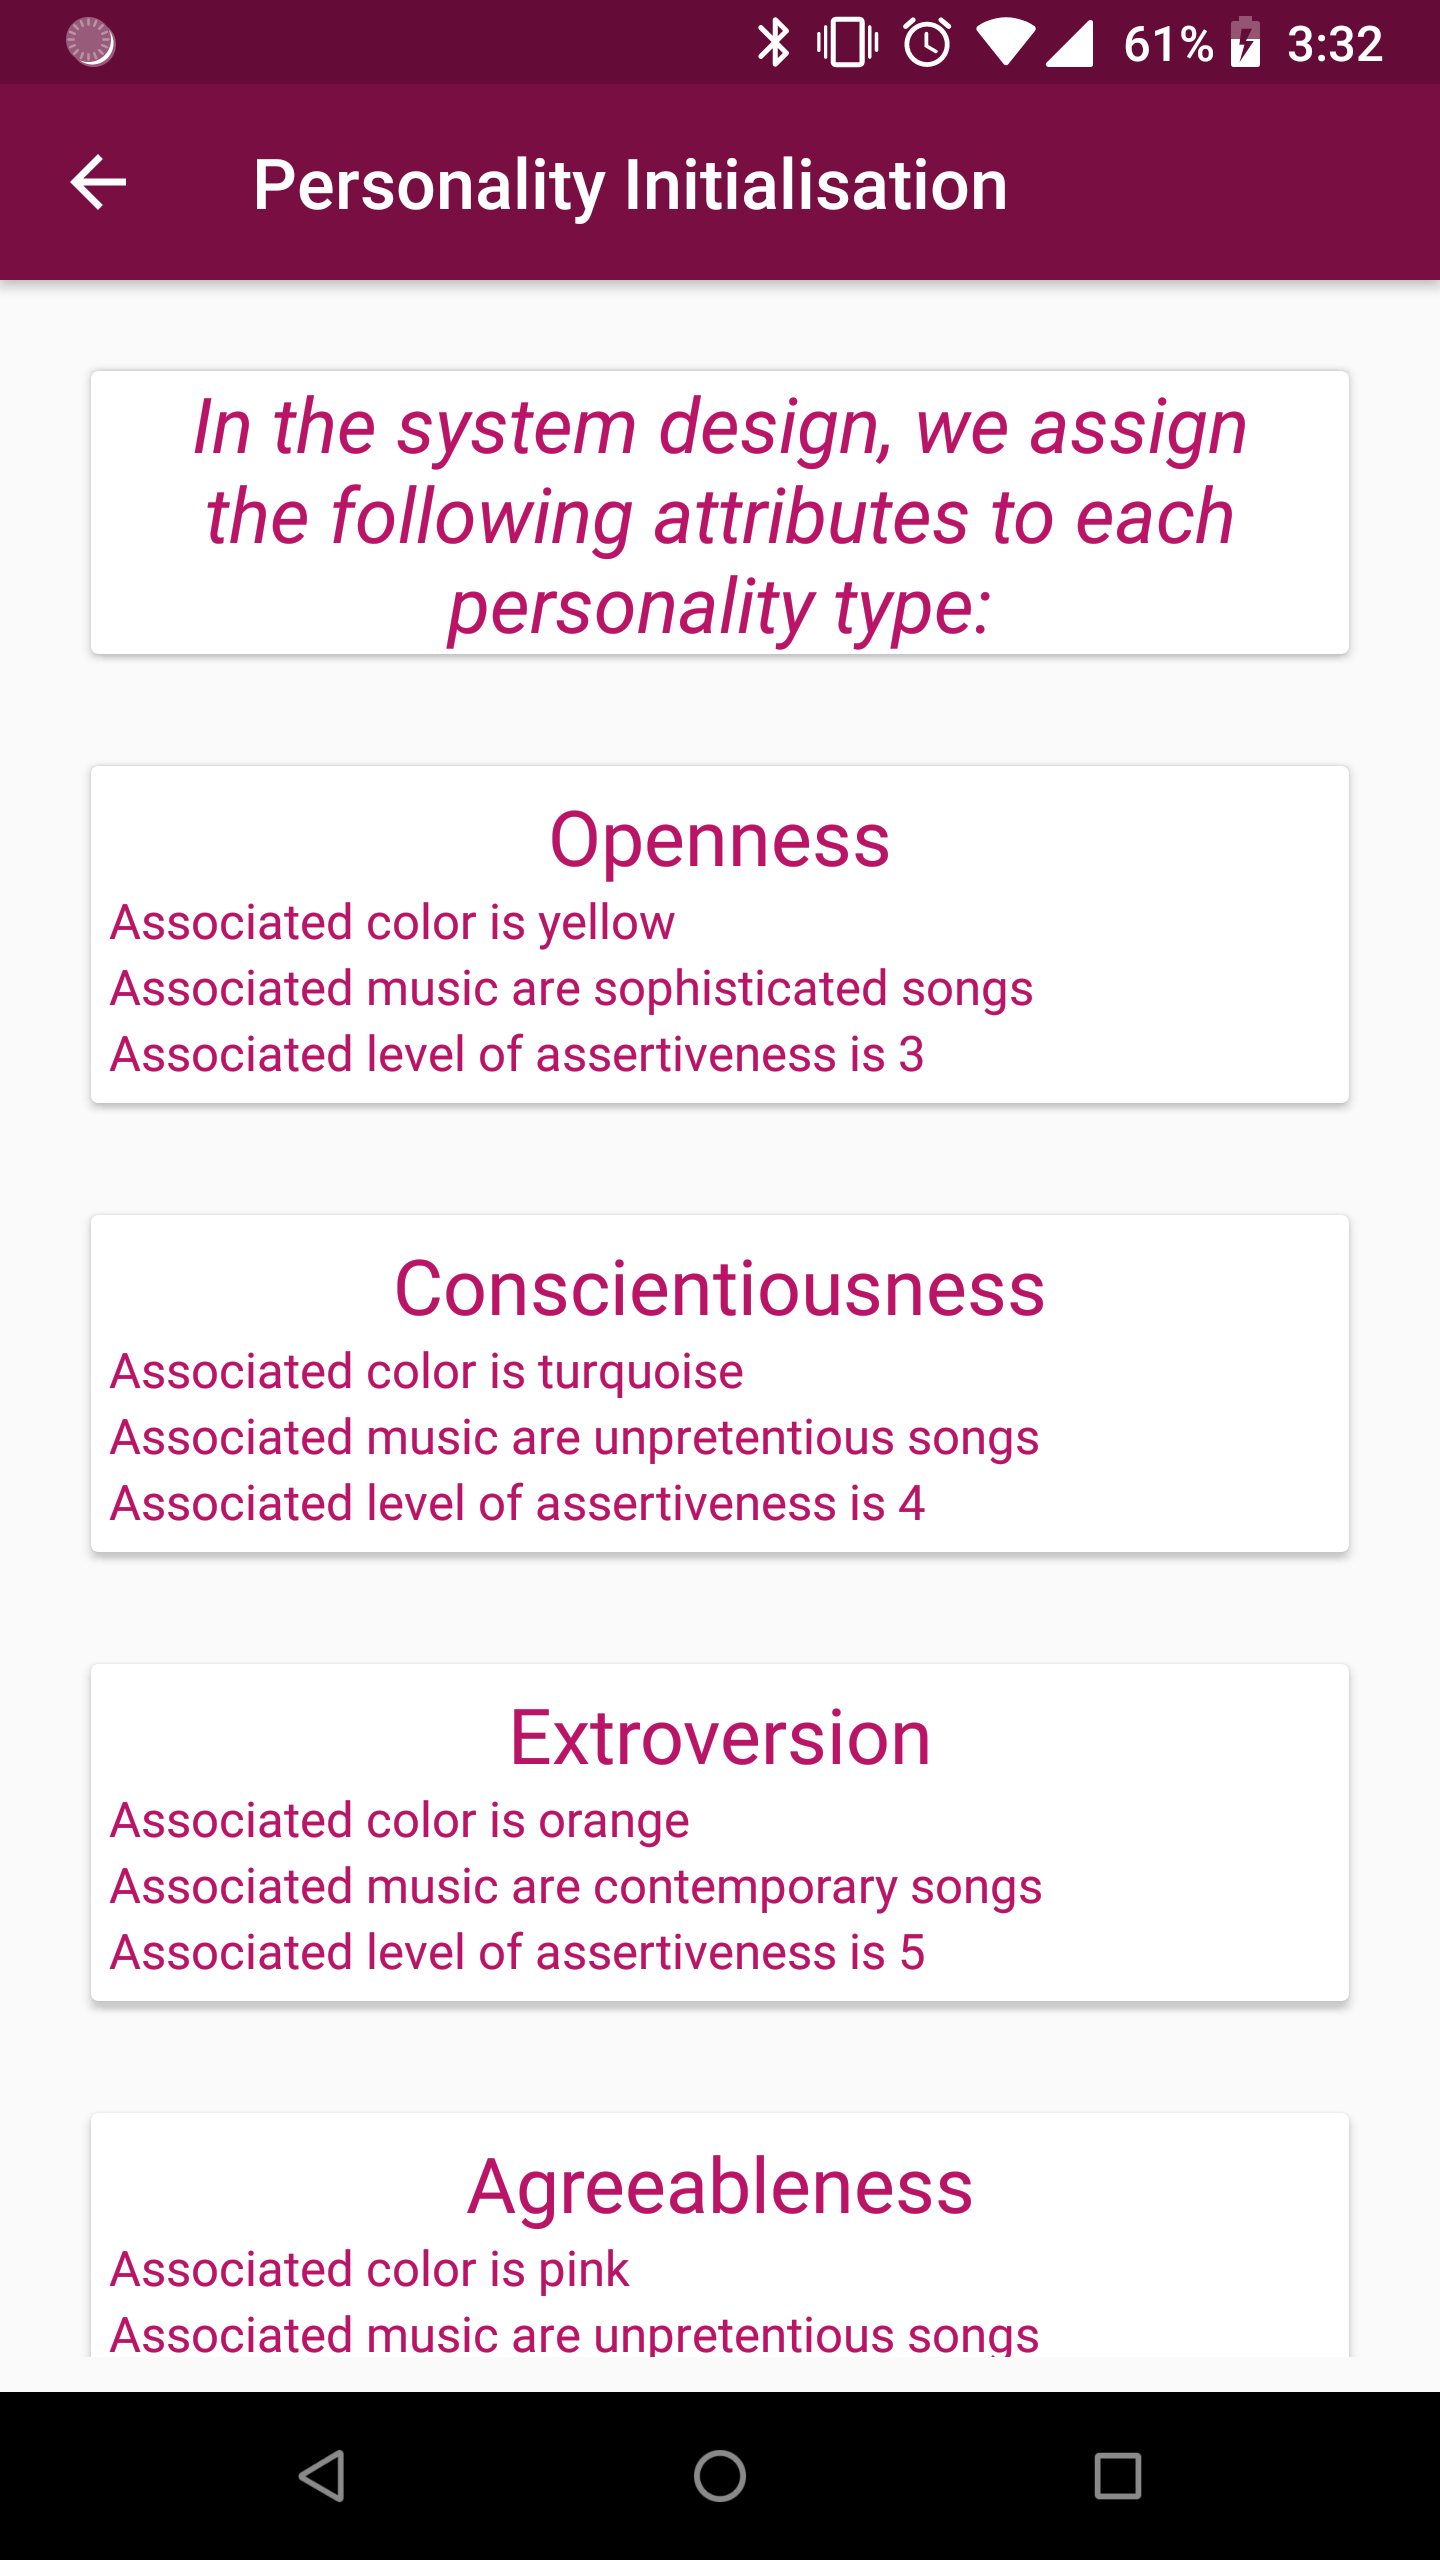 61% 3:32
Personality Initialisation
In the system design, we assign
the following attributes to each
personality type:
Openness
Associated color is yellow
Associated music are sophisticated songs
Associated level of assertiveness is 3
Conscientiousness
Associated color is turquoise
Associated music are unpretentious songs
Associated level of assertiveness is 4
Extroversion
Associated color is orange
Associated music are contemporary songs
Associated level of assertiveness is 5
Agreeableness
Associated color is pink
Associated music are unpretentious songs